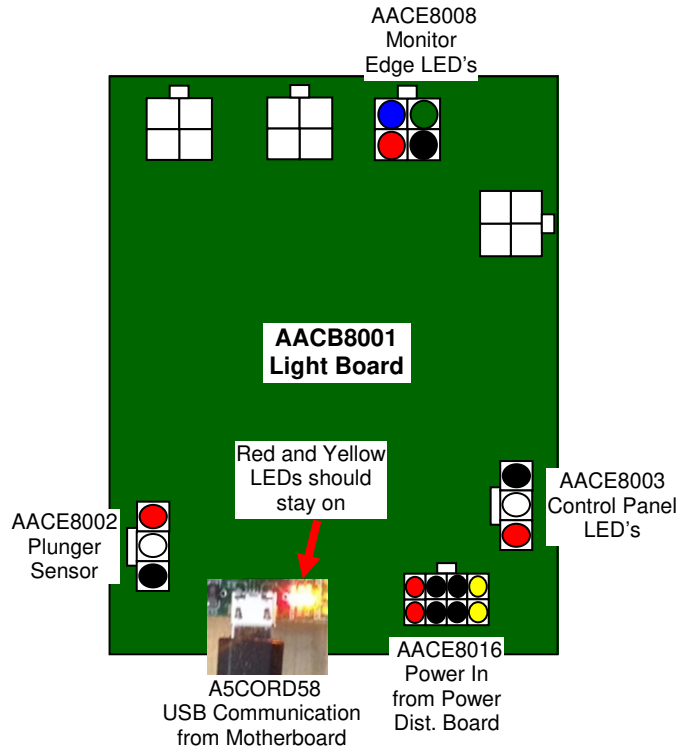 AACE8008
Monitor
Edge LED's
AACB8001
Light Board
Red and Yellow
LEDs should
stay on
AACE8002
Plunger
Sensor
AACE8003
Control Panel
LED's
AACE8016
Power In
from Power
Dist. Board
A5CORD58
USB Communication
from Motherboard